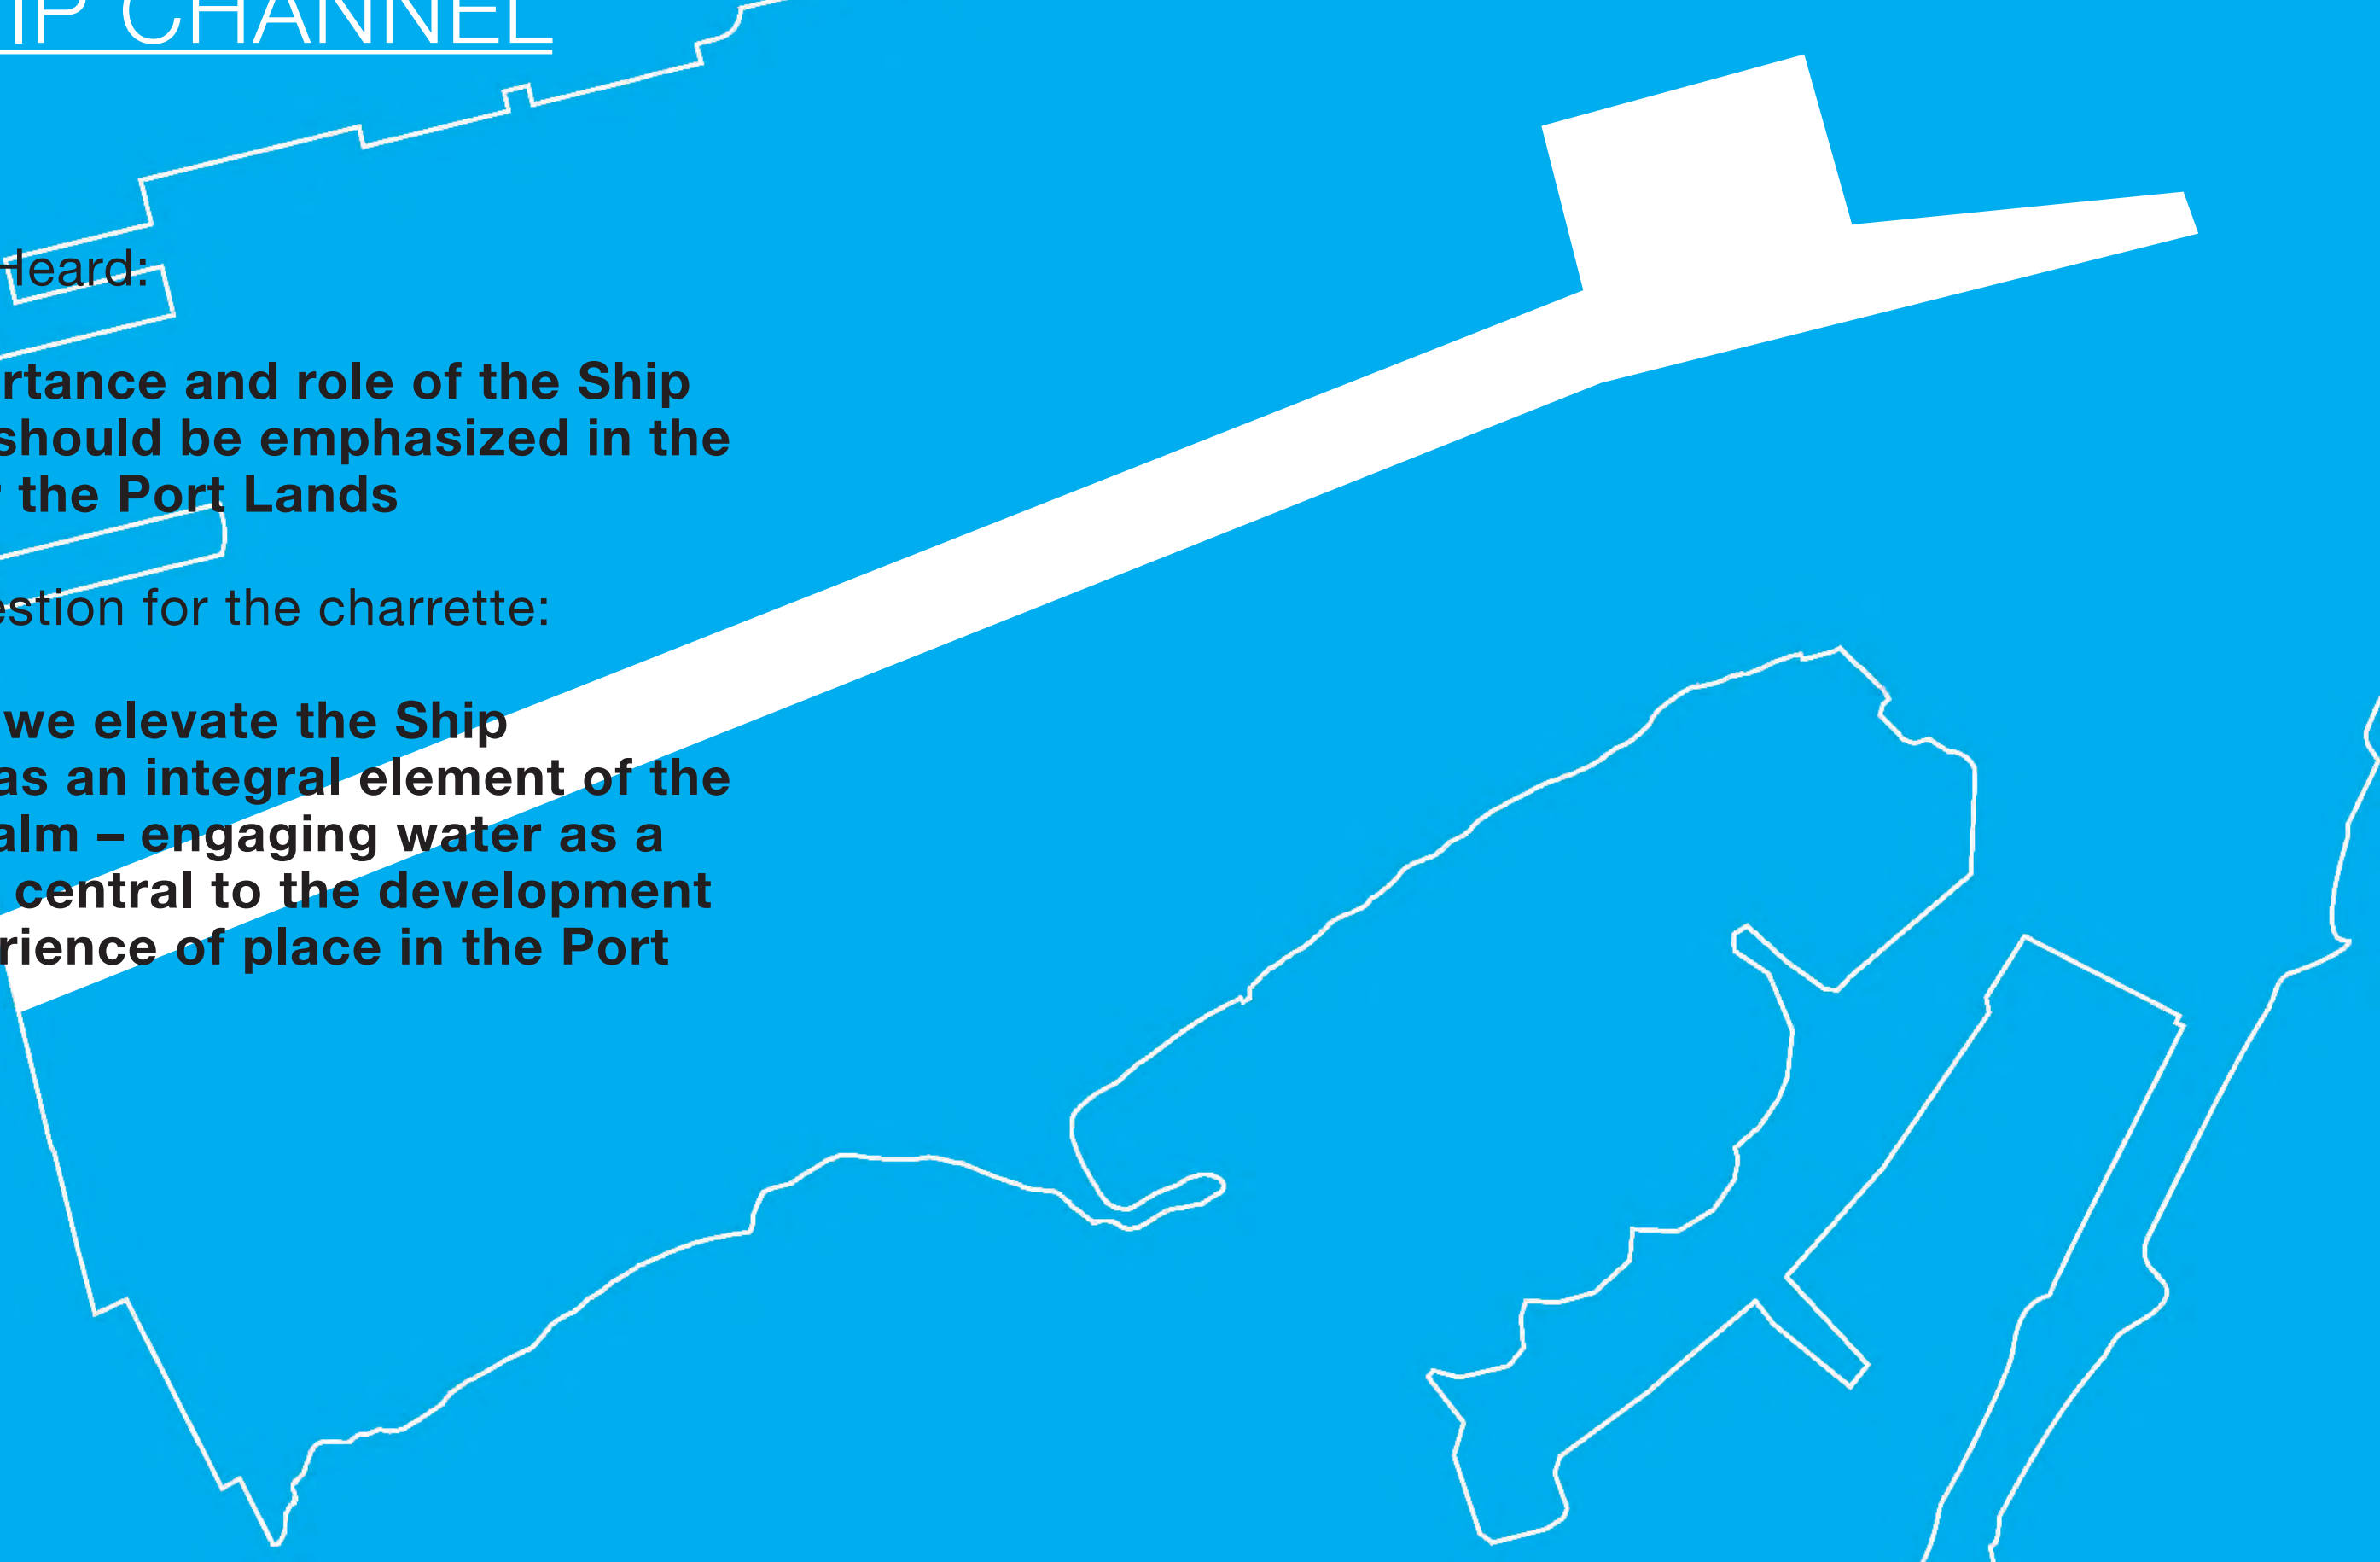 IP CHANNEL
Heard:
rtance and role of the Ship
should be emphasized in the
the Port Lands
estion for the charrette:
we elevate the Ship
as an integral element of the
alm – engaging water as a
central to the development
rience of place in the Port